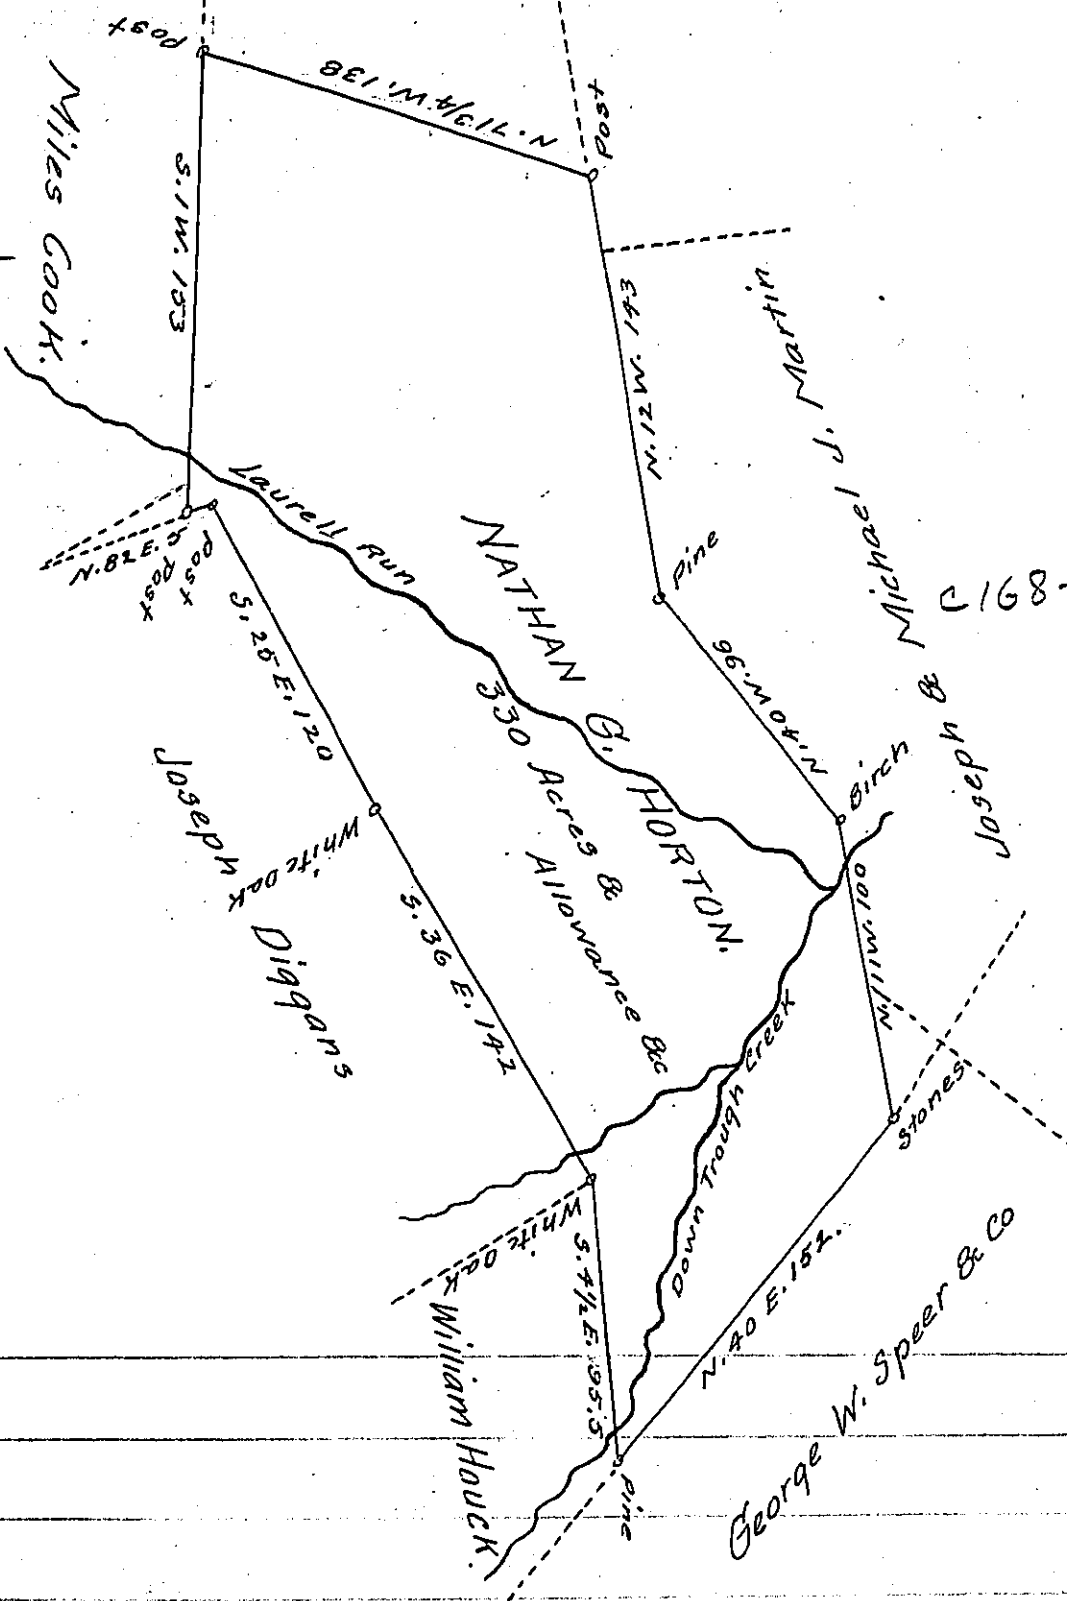 Post
N. 71 3/4 W. 138
Post
Miles Cook.
S. 1 W. 153
N. 12 W. 143
Joseph & Michael J. Martin
C168-
Laurell Run
Pine
N. 82 E. 5
Post
Post
N. 40 W. 96
NATHAN G. HORTON.
330 Acres &
Allowance &c
S. 25 E. 120
Birch
White Oak
Joseph Diggans
S. 36 E. 142
N. 11 W. 100
Stones
Down Trough Creek
White Oak
S. 4 1/2 E. 95.5
N. 40 E. 152.
George W. Speer & Co
William Houck.
Pine